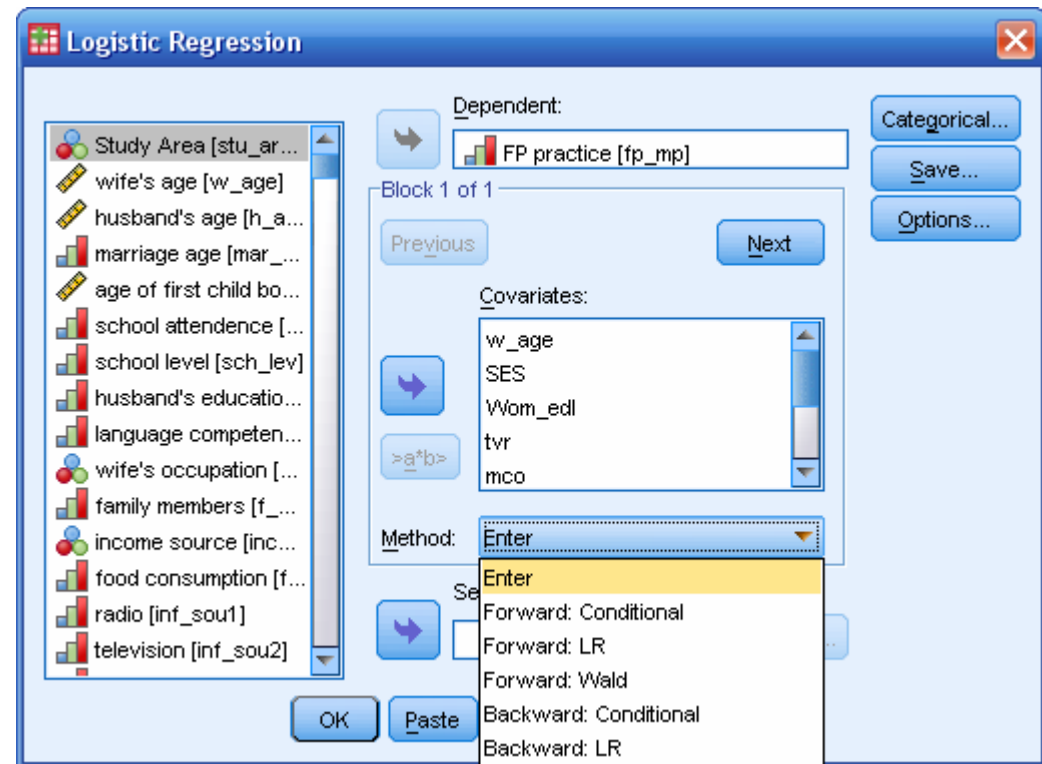 Logistic Regression
Study Area [stu_ar...
wife's age [w_age]
husband's age [h_a...
marriage age [mar_...
age of first child bo...
school attendence [...
school level [sch_lev]
husband's educatio...
language competen...
wife's occupation [...
family members [f_...
income source [inc...
food consumption [f...
radio [inf_sou1]
television [inf_sou2]
Dependent:
FP practice [fp_mp]
Block 1 of 1
Previous
Next
Covariates:
w_age
SES
Wom_edl
tvr
mco
>a*b>
Method:
Enter
Enter
Forward: Conditional
Forward: LR
Forward: Wald
Backward: Conditional
Backward: LR
Se
..
Categorical...
Save...
Options...
OK
Paste